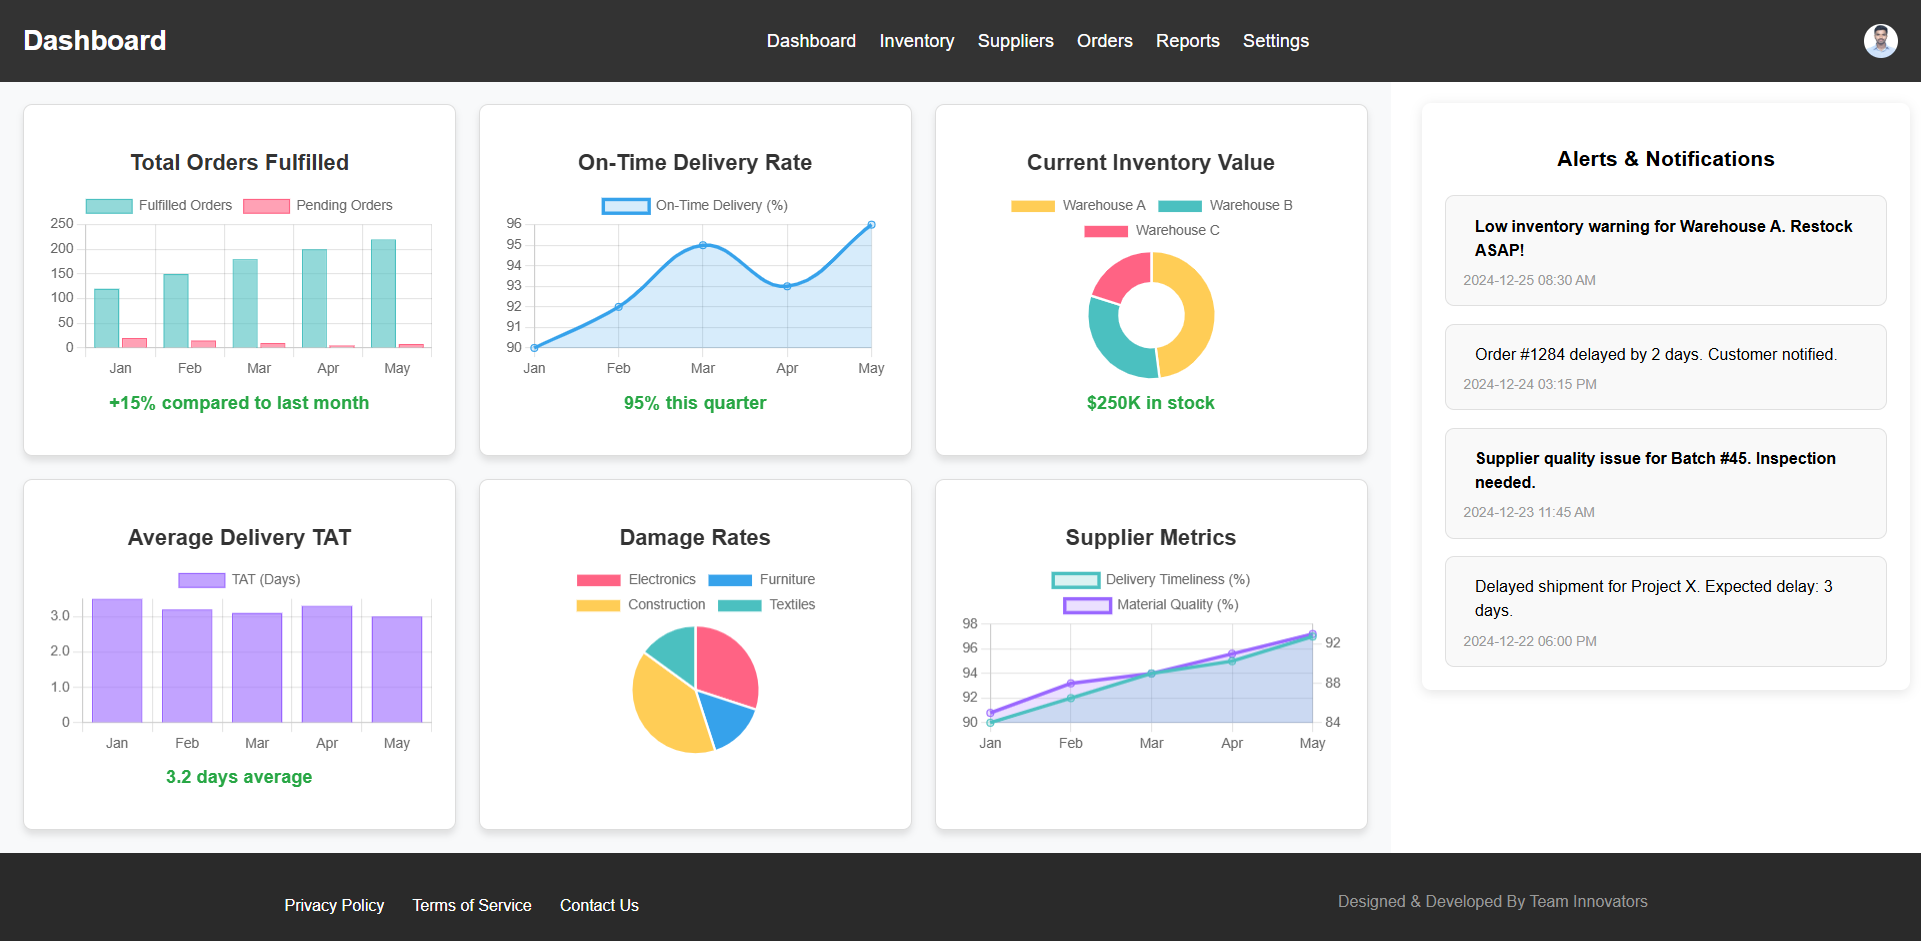 Dashboard
Dashboard Inventory Suppliers Orders Reports Settings
Total Orders Fulfilled
Fulfilled Orders Pending Orders
250
200
150
100
50
0
Jan Feb Mar Apr May
+15% compared to last month
On-Time Delivery Rate
On-Time Delivery (%)
96
95
94
93
92
91
90
Jan Feb Mar Apr May
95% this quarter
Current Inventory Value
Warehouse A Warehouse B
Warehouse C
$250K in stock
Average Delivery TAT
TAT (Days)
3.0
2.0
1.0
0
Jan Feb Mar Apr May
3.2 days average
Damage Rates
Electronics Furniture
Construction Textiles
Supplier Metrics
Delivery Timeliness (%)
Material Quality (%)
98
96
94
92
90
92
88
84
Jan Feb Mar Apr May
Alerts & Notifications
Low inventory warning for Warehouse A. Restock
ASAP!
2024-12-25 08:30 AM
Order #1284 delayed by 2 days. Customer notified.
2024-12-24 03:15 PM
Supplier quality issue for Batch #45. Inspection
needed.
2024-12-23 11:45 AM
Delayed shipment for Project X. Expected delay: 3
days.
2024-12-22 06:00 PM
Privacy Policy Terms of Service Contact Us
Designed & Developed By Team Innovators